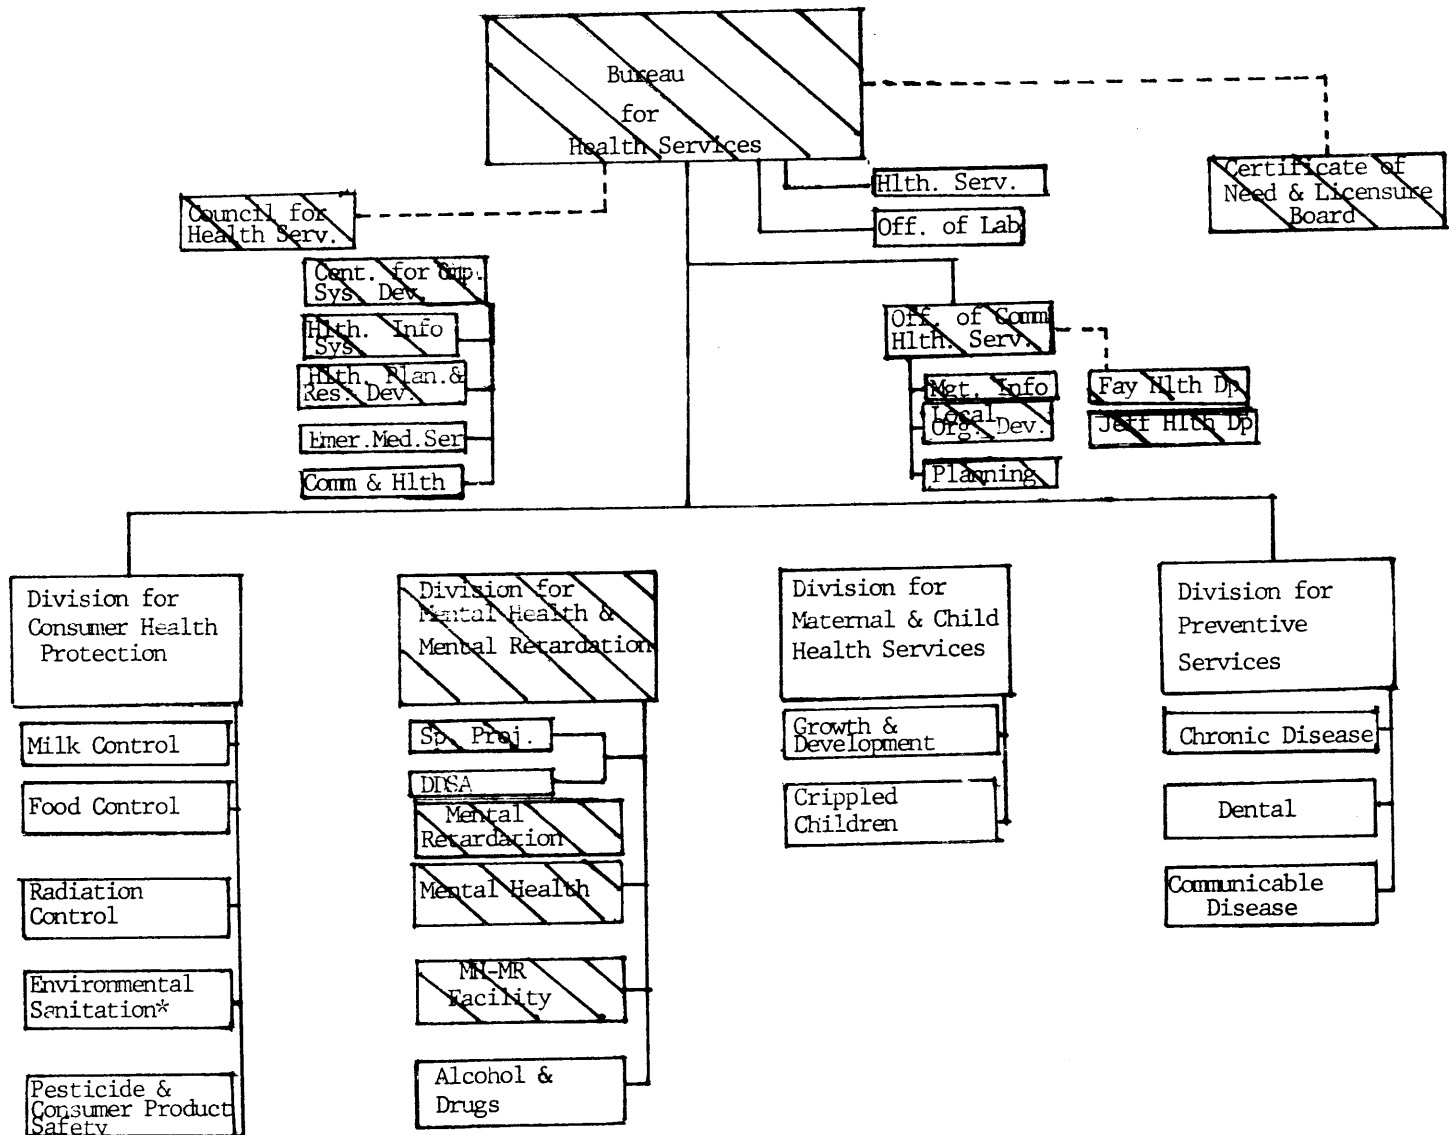 Bureau
for
Health Services
Hlth. Serv.
Off. of Lab
Certificate of
Need & Licensure
Board
Council for
Health Serv.
Cent. for
Sys. Dev.
Hlth. Info
Sys.
Hlth. Plan.&
Res. Dev.
Emer.Med.Ser
Comm & Hlth
Off. of Comm
Hlth. Serv.
Mgt. Info
Local
Org. Dev.
Planning
Fay Hlth Dp
Jeff Hlth Dp
Division for
Consumer Health
Protection
Milk Control
Food Control
Radiation
Control
Environmental
Sanitation*
Pesticide &
Consumer Product
Safety
Division for
Mental Health &
Mental Retardation
Sp. Proj.
DDSA
Mental
Retardation
Mental Health
MH-MR
Facility
Alcohol &
Drugs
Division for
Maternal & Child
Health Services
Growth &
Development
Crippled
Children
Division for
Preventive
Services
Chronic Disease
Dental
Communicable
Disease